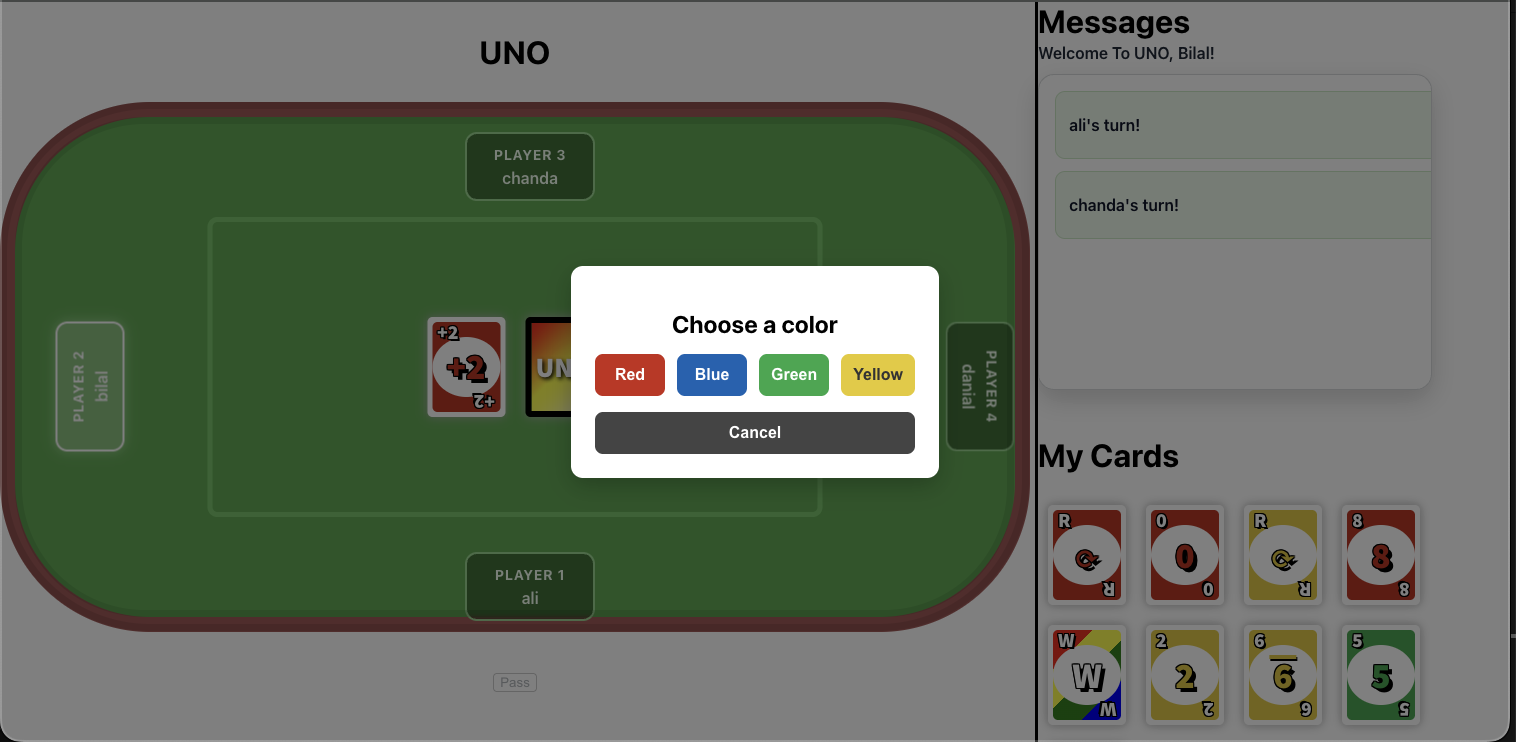 UNO
PLAYER 3
chanda
PLAYER 2
bilal
+2
+2
+2
UN
Choose a color
Red
Blue
Green
Yellow
Cancel
PLAYER 4
danial
PLAYER 1
ali
Pass
Messages
Welcome To UNO, Bilal!
ali's turn!
chanda's turn!
My Cards
R
R
0
0
0
R
R
8
8
8
W
W
W
2
2
2
6
6
6
5
5
5